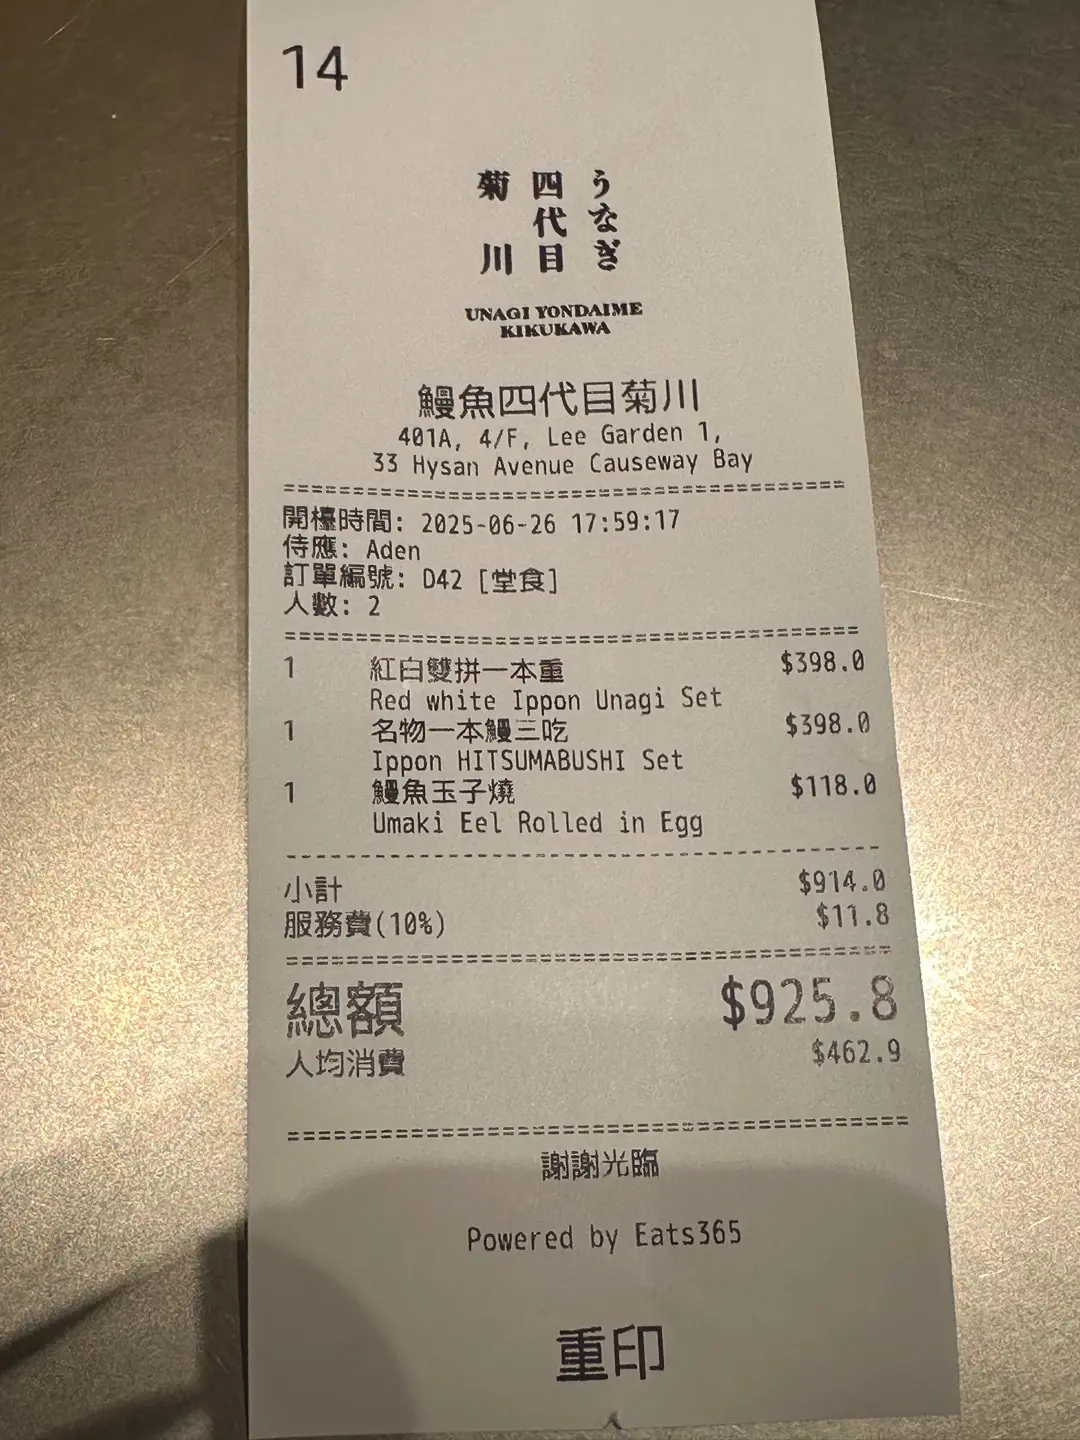 14
うなぎ
四代目
菊川
UNAGI YONDAIME
KIKUKAWA
鰻魚四代目菊川
401A, 4/F, Lee Garden 1,
33 Hysan Avenue Causeway Bay
開檯時間: 2025-06-26 17:59:17
侍應: Aden
訂單編號: D42 [堂食]
人數: 2
1 紅白雙拼一本重 $398.0
Red white Ippon Unagi Set
1 名物一本鰻三吃 $398.0
Ippon HITSUMABUSHI Set
1 鰻魚玉子燒 $118.0
Umaki Eel Rolled in Egg
小計 $914.0
服務費(10%) $11.8
總額 $925.8
人均消費 $462.9
謝謝光臨
Powered by Eats365
重印